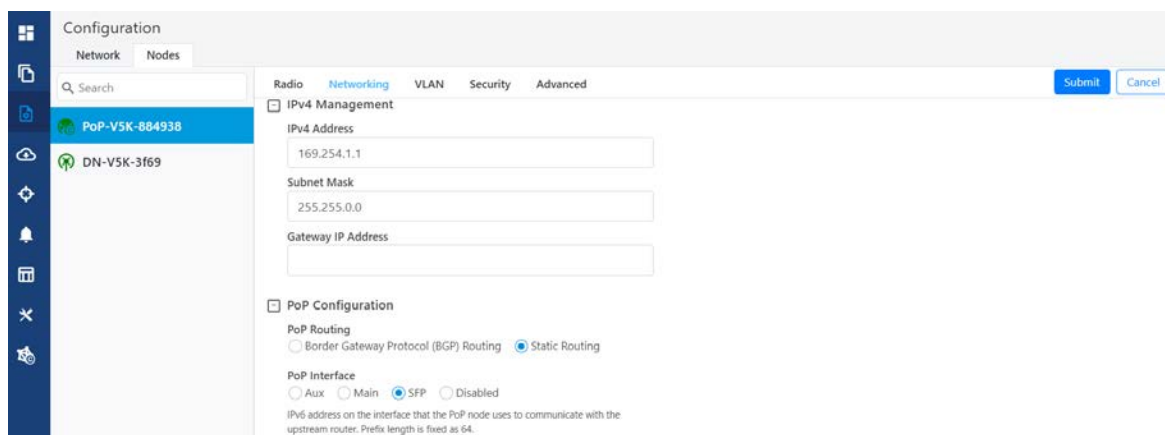 Configuration
Network Nodes
Search
PoP-V5K-884938
DN-V5K-3f69
Radio Networking VLAN Security Advanced
Submit Cancel
IPv4 Management
IPv4 Address
169.254.1.1
Subnet Mask
255.255.0.0
Gateway IP Address
PoP Configuration
PoP Routing
Border Gateway Protocol (BGP) Routing Static Routing
PoP Interface
Aux Main SFP Disabled
IPv6 address on the interface that the PoP node uses to communicate with the
upstream router. Prefix length is fixed as 64.